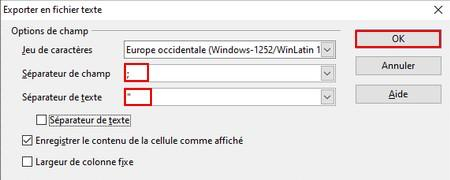 Exporter en fichier texte
Options de champ
Jeu de caractères
Europe occidentale (Windows-1252/WinLatin 1
OK
Séparateur de champ
;
Annuler
Séparateur de texte
"
Aide
Séparateur de texte
Enregistrer le contenu de la cellule comme affiché
Largeur de colonne fixe